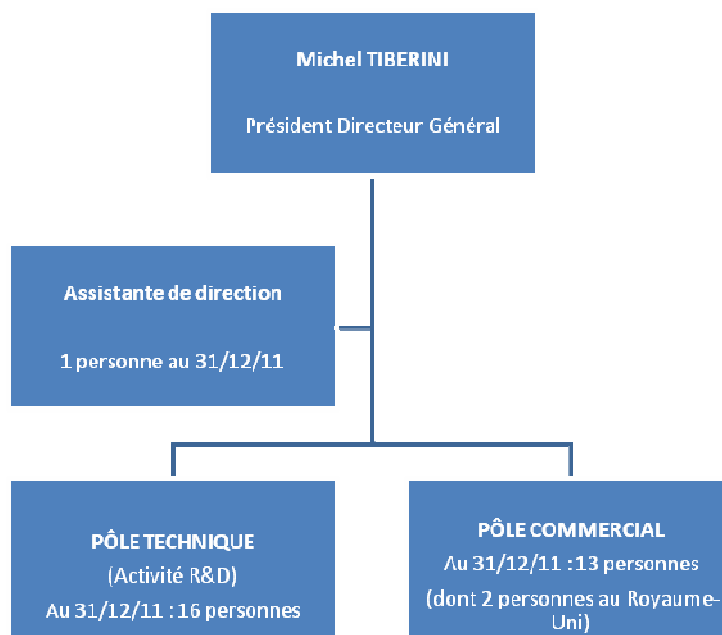 Michel TIBERINI
Président Directeur Général
Assistante de direction
1 personne au 31/12/11
PÔLE TECHNIQUE
(Activité R&D)
Au 31/12/11 : 16 personnes
PÔLE COMMERCIAL
Au 31/12/11 : 13 personnes
(dont 2 personnes au Royaume-
Uni)